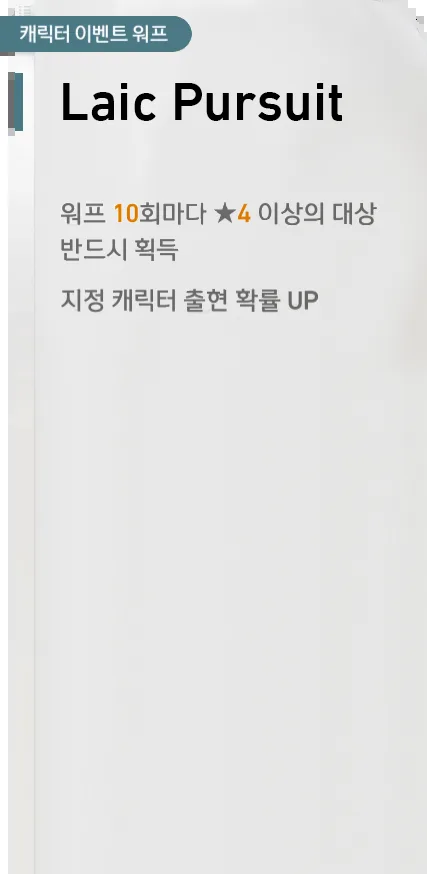 캐릭터 이벤트 워프
Laic Pursuit
워프 10회마다 ★4 이상의 대상
반드시 획득
지정 캐릭터 출현 확률 UP